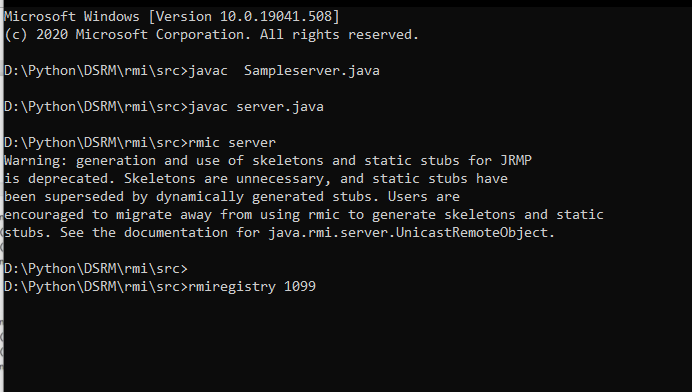 Microsoft Windows [Version 10.0.19041.508]
(c) 2020 Microsoft Corporation. All rights reserved.
D:\Python\DSRM\rmi\src>javac  Sampleserver.java
D:\Python\DSRM\rmi\src>javac server.java
D:\Python\DSRM\rmi\src>rmic server
Warning: generation and use of skeletons and static stubs for JRMP
is deprecated. Skeletons are unnecessary, and static stubs have
been superseded by dynamically generated stubs. Users are
encouraged to migrate away from using rmic to generate skeletons and static
stubs. See the documentation for java.rmi.server.UnicastRemoteObject.
D:\Python\DSRM\rmi\src>
D:\Python\DSRM\rmi\src>rmiregistry 1099